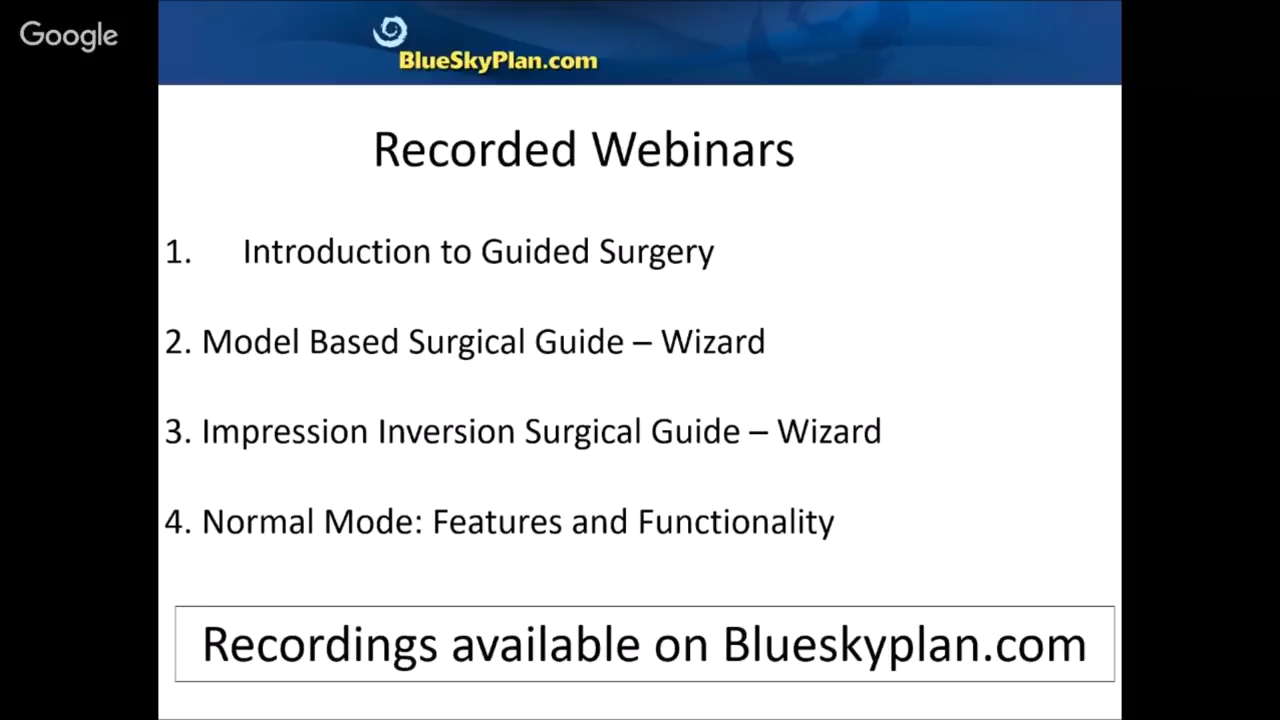 Google
BlueSkyPlan.com
Recorded Webinars
1. Introduction to Guided Surgery
2. Model Based Surgical Guide – Wizard
3. Impression Inversion Surgical Guide – Wizard
4. Normal Mode: Features and Functionality
Recordings available on Blueskyplan.com